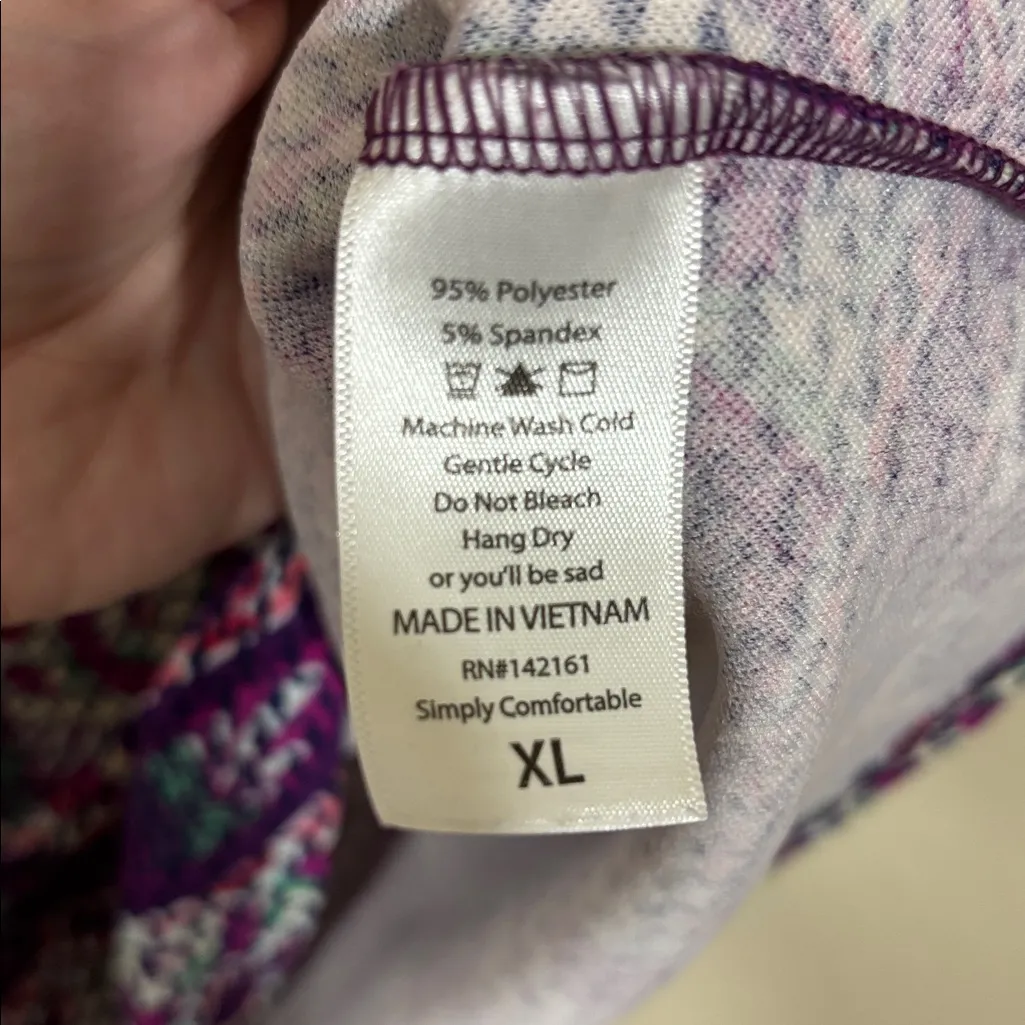 95% Polyester
5% Spandex
Machine Wash Cold
Gentle Cycle
Do Not Bleach
Hang Dry
or you'll be sad
MADE IN VIETNAM
RN#142161
Simply Comfortable
XL